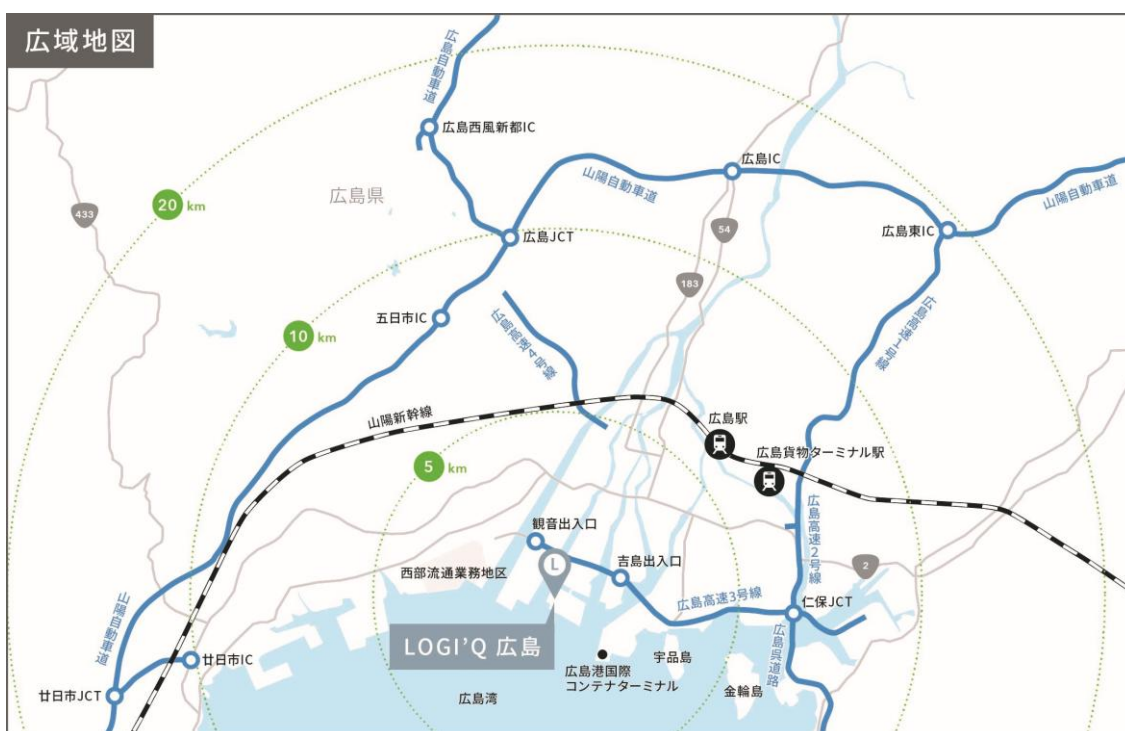 広域地図
広島自動車道
広島西風新都IC
広島IC
山陽自動車道
山陽自動車道
20 km
広島県
433
54
広島JCT
広島東IC
183
10 km
五日市IC
広島高速4号線
広島高速1号線
山陽新幹線
広島駅
5 km
広島貨物ターミナル駅
観音出入口
広島高速2号線
L
吉島出入口
西部流通業務地区
2
山陽自動車道
広島高速3号線
仁保JCT
LOGI'Q 広島
廿日市IC
宇品島
広島呉道路
広島港国際
コンテナターミナル
廿日市JCT
広島湾
金輪島